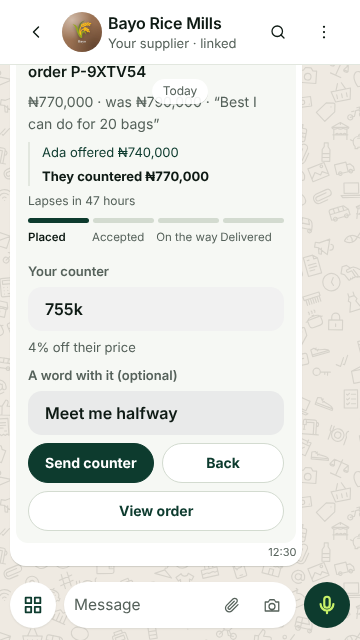 Bayo Rice Mills
Your supplier · linked
order P-9XTV54
Today
₦770,000 · was ₦790,000 · “Best I
can do for 20 bags”
Ada offered ₦740,000
They countered ₦770,000
Lapses in 47 hours
Placed Accepted On the way Delivered
Your counter
755k
4% off their price
A word with it (optional)
Meet me halfway
Send counter Back
View order
12:30
Message